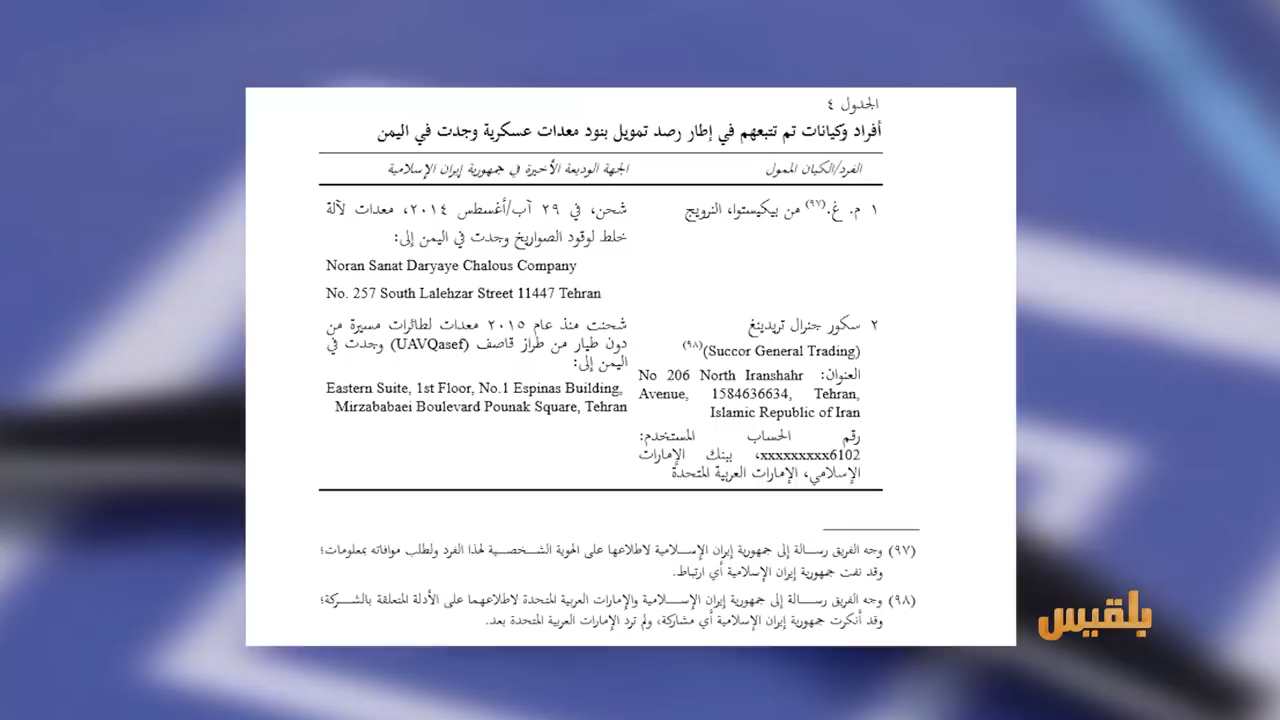 الجدول ٤
أفراد وكيانات تم تتبعهم في إطار رصد تمويل بنود معدات عسكرية وجدت في اليمن
الفرد/الكيان الممول
الجهة الوديعة الأخيرة في جمهورية إيران الإسلامية
١ م. غ.(٩٧) من بيكيستوا، النرويج
شحن، في ٢٩ آب/أغسطس ٢٠١٤، معدات لآلة
خلط لوقود الصواريخ وجدت في اليمن إلى:
Noran Sanat Daryaye Chalous Company
No. 257 South Lalehzar Street 11447 Tehran
٢ سكور جنرال تريدينغ
(Succor General Trading)(٩٨)
العنوان: No 206 North Iranshahr
Avenue, 1584636634, Tehran,
Islamic Republic of Iran
رقم الحساب المستخدم:
xxxxxxxxx6102، ببنك الإمارات
الإسلامي، الإمارات العربية المتحدة
شحنت منذ عام ٢٠١٥ معدات لطائرات مسيرة من
دون طيار من طراز قاصف (UAVQasef) وجدت في
اليمن إلى:
Eastern Suite, 1st Floor, No.1 Espinas Building,
Mirzababaei Boulevard Pounak Square, Tehran
(٩٧) وجه الفريق رسالة إلى جمهورية إيران الإسلامية لاطلاعها على الهوية الشخصية لهذا الفرد ولطلب موافاته بمعلومات؛
وقد نفت جمهورية إيران الإسلامية أي ارتباط.
(٩٨) وجه الفريق رسالة إلى جمهورية إيران الإسلامية والإمارات العربية المتحدة لاطلاعهما على الأدلة المتعلقة بالشركة؛
وقد أنكرت جمهورية إيران الإسلامية أي مشاركة، ولم ترد الإمارات العربية المتحدة بعد.
بلقيس